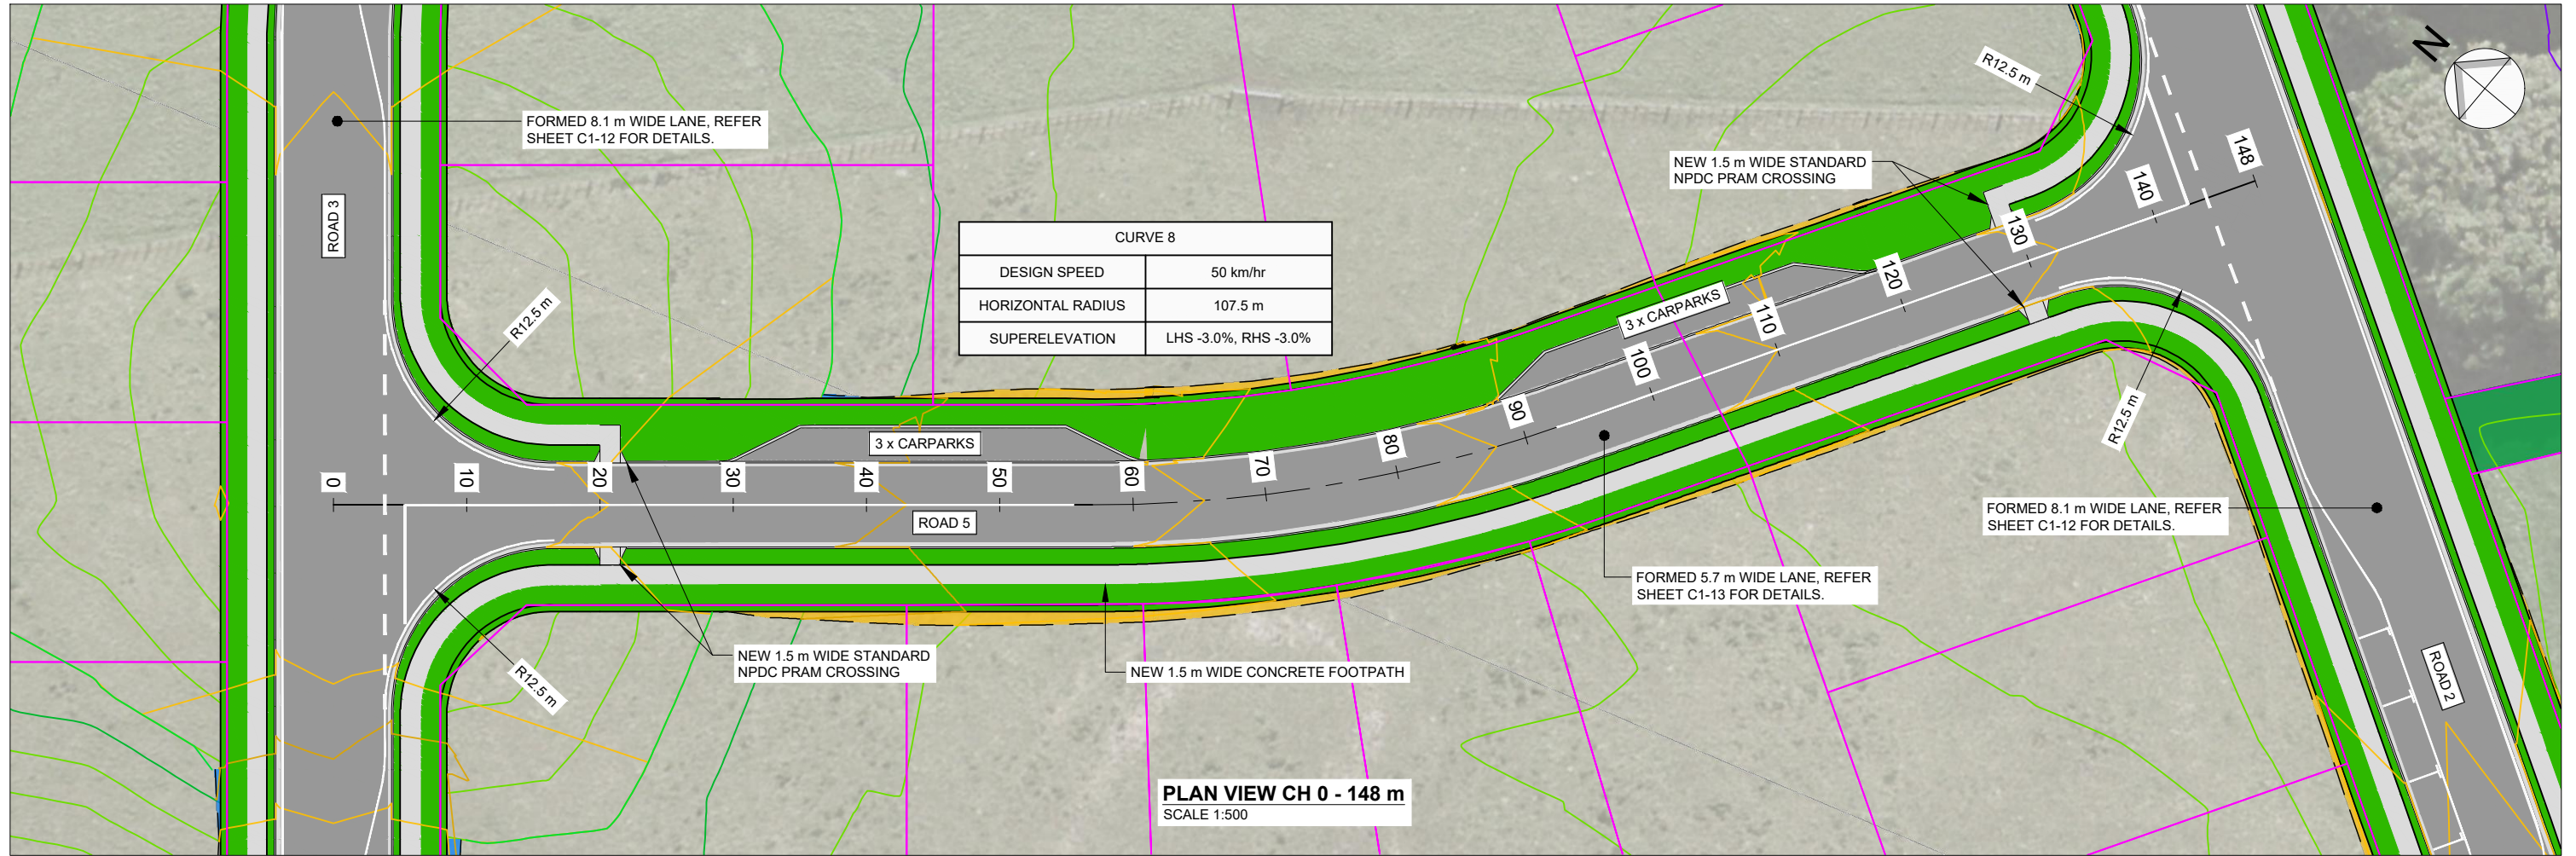 N
FORMED 8.1 m WIDE LANE, REFER
SHEET C1-12 FOR DETAILS.
R12.5 m
NEW 1.5 m WIDE STANDARD
NPDC PRAM CROSSING
148
140
130
ROAD 3
CURVE 8
DESIGN SPEED 50 km/hr
HORIZONTAL RADIUS 107.5 m
SUPERELEVATION LHS -3.0%, RHS -3.0%
R12.5 m
3 x CARPARKS
120
110
100
90
80
70
3 x CARPARKS
0
10
20
30
40
50
60
ROAD 5
R12.5 m
FORMED 8.1 m WIDE LANE, REFER
SHEET C1-12 FOR DETAILS.
FORMED 5.7 m WIDE LANE, REFER
SHEET C1-13 FOR DETAILS.
R12.5 m
NEW 1.5 m WIDE STANDARD
NPDC PRAM CROSSING
NEW 1.5 m WIDE CONCRETE FOOTPATH
ROAD 2
PLAN VIEW CH 0 - 148 m
SCALE 1:500